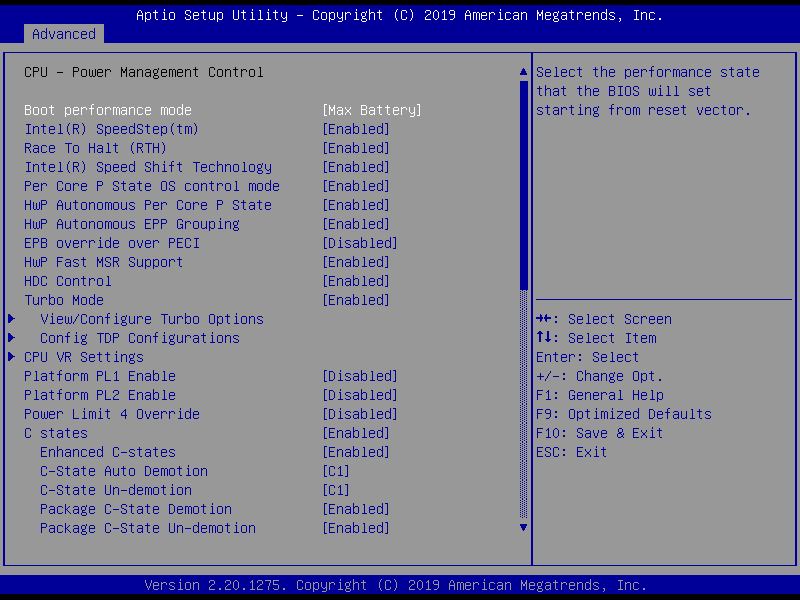 Aptio Setup Utility – Copyright (C) 2019 American Megatrends, Inc.
Advanced
CPU – Power Management Control
Boot performance mode [Max Battery]
Intel(R) SpeedStep(tm) [Enabled]
Race To Halt (RTH) [Enabled]
Intel(R) Speed Shift Technology [Enabled]
Per Core P State OS control mode [Enabled]
HwP Autonomous Per Core P State [Enabled]
HwP Autonomous EPP Grouping [Enabled]
EPB override over PECI [Disabled]
HwP Fast MSR Support [Enabled]
HDC Control [Enabled]
Turbo Mode [Enabled]
View/Configure Turbo Options
Config TDP Configurations
CPU VR Settings
Platform PL1 Enable [Disabled]
Platform PL2 Enable [Disabled]
Power Limit 4 Override [Disabled]
C states [Enabled]
Enhanced C-states [Enabled]
C-State Auto Demotion [C1]
C-State Un-demotion [C1]
Package C-State Demotion [Enabled]
Package C-State Un-demotion [Enabled]
Select the performance state
that the BIOS will set
starting from reset vector.
→←: Select Screen
↑↓: Select Item
Enter: Select
+/-: Change Opt.
F1: General Help
F9: Optimized Defaults
F10: Save & Exit
ESC: Exit
Version 2.20.1275. Copyright (C) 2019 American Megatrends, Inc.